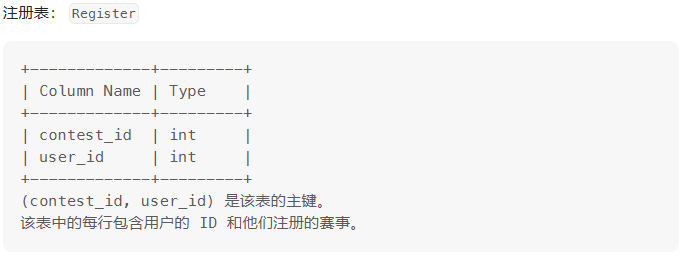 注册表： Register
+-------------+---------+
| Column Name | Type    |
+-------------+---------+
| contest_id  | int     |
| user_id     | int     |
+-------------+---------+
(contest_id, user_id) 是该表的主键。
该表中的每行包含用户的 ID 和他们注册的赛事。